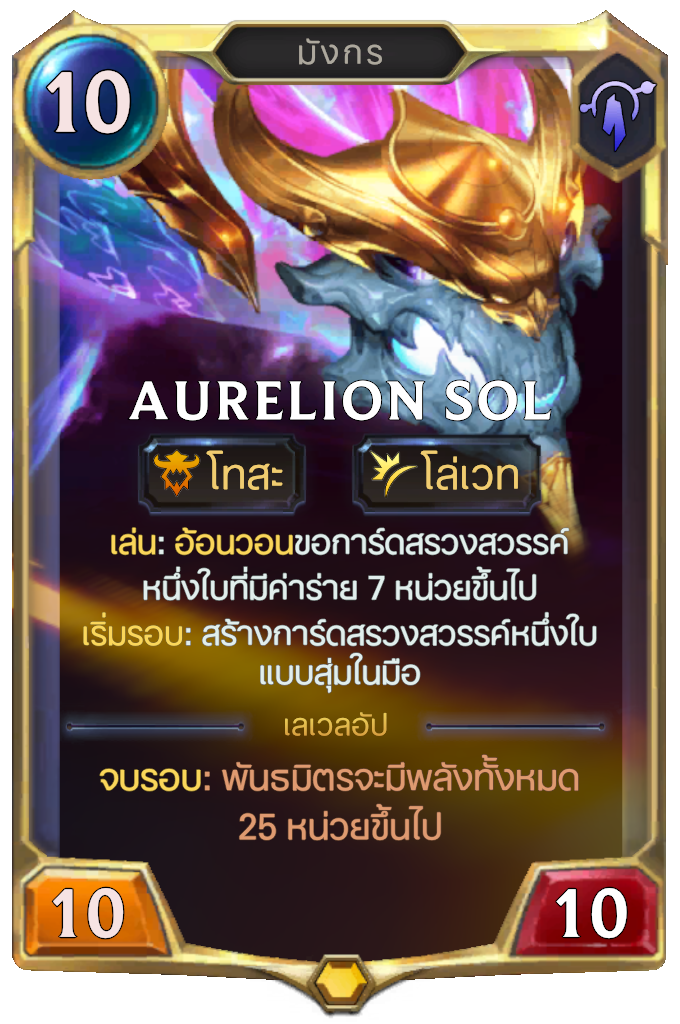 มังกร
10
AURELION SOL
โทสะ โล่เวท
เล่น: อ้อนวอนขอการ์ดสรวงสวรรค์
หนึ่งใบที่มีค่าร่าย 7 หน่วยขึ้นไป
เริ่มรอบ: สร้างการ์ดสรวงสวรรค์หนึ่งใบ
แบบสุ่มในมือ
เลเวลอัป
จบรอบ: พันธมิตรจะมีพลังทั้งหมด
25 หน่วยขึ้นไป
10 10